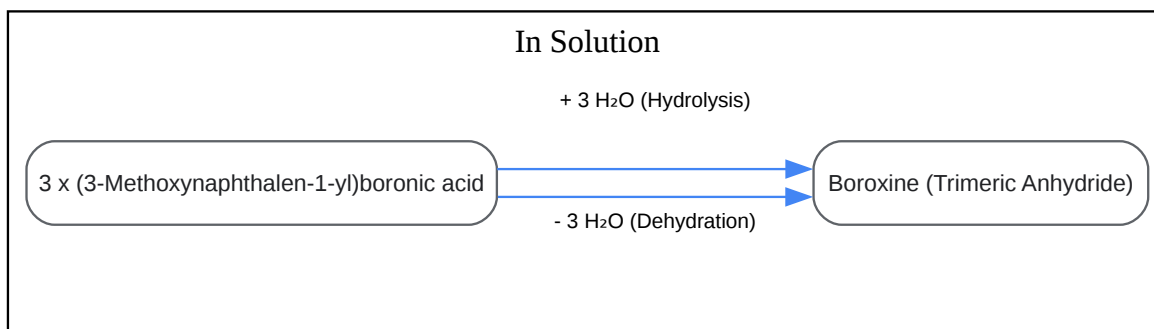 In Solution
+ 3 H₂O (Hydrolysis)
3 x (3-Methoxynaphthalen-1-yl)boronic acid
Boroxine (Trimeric Anhydride)
- 3 H₂O (Dehydration)